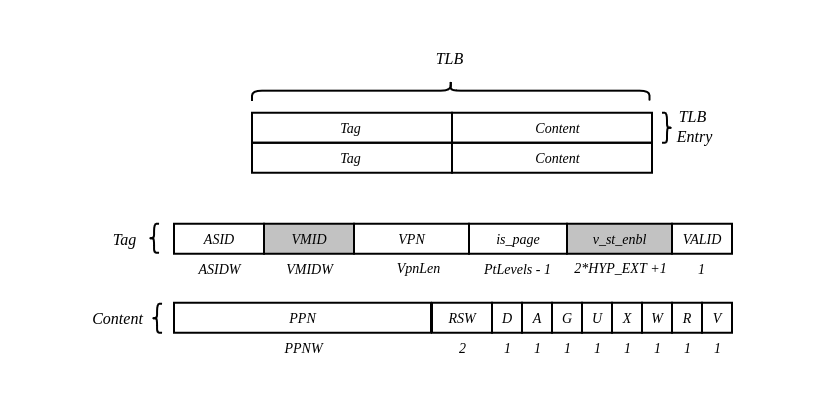 TLB
Tag Content TLB
Entry
Tag Content
Tag ASID VMID VPN is_page v_st_enbl VALID
ASIDW VMIDW VpnLen PtLevels - 1 2*HYP_EXT +1 1
Content PPN RSW D A G U X W R V
PPNW 2 1 1 1 1 1 1 1 1